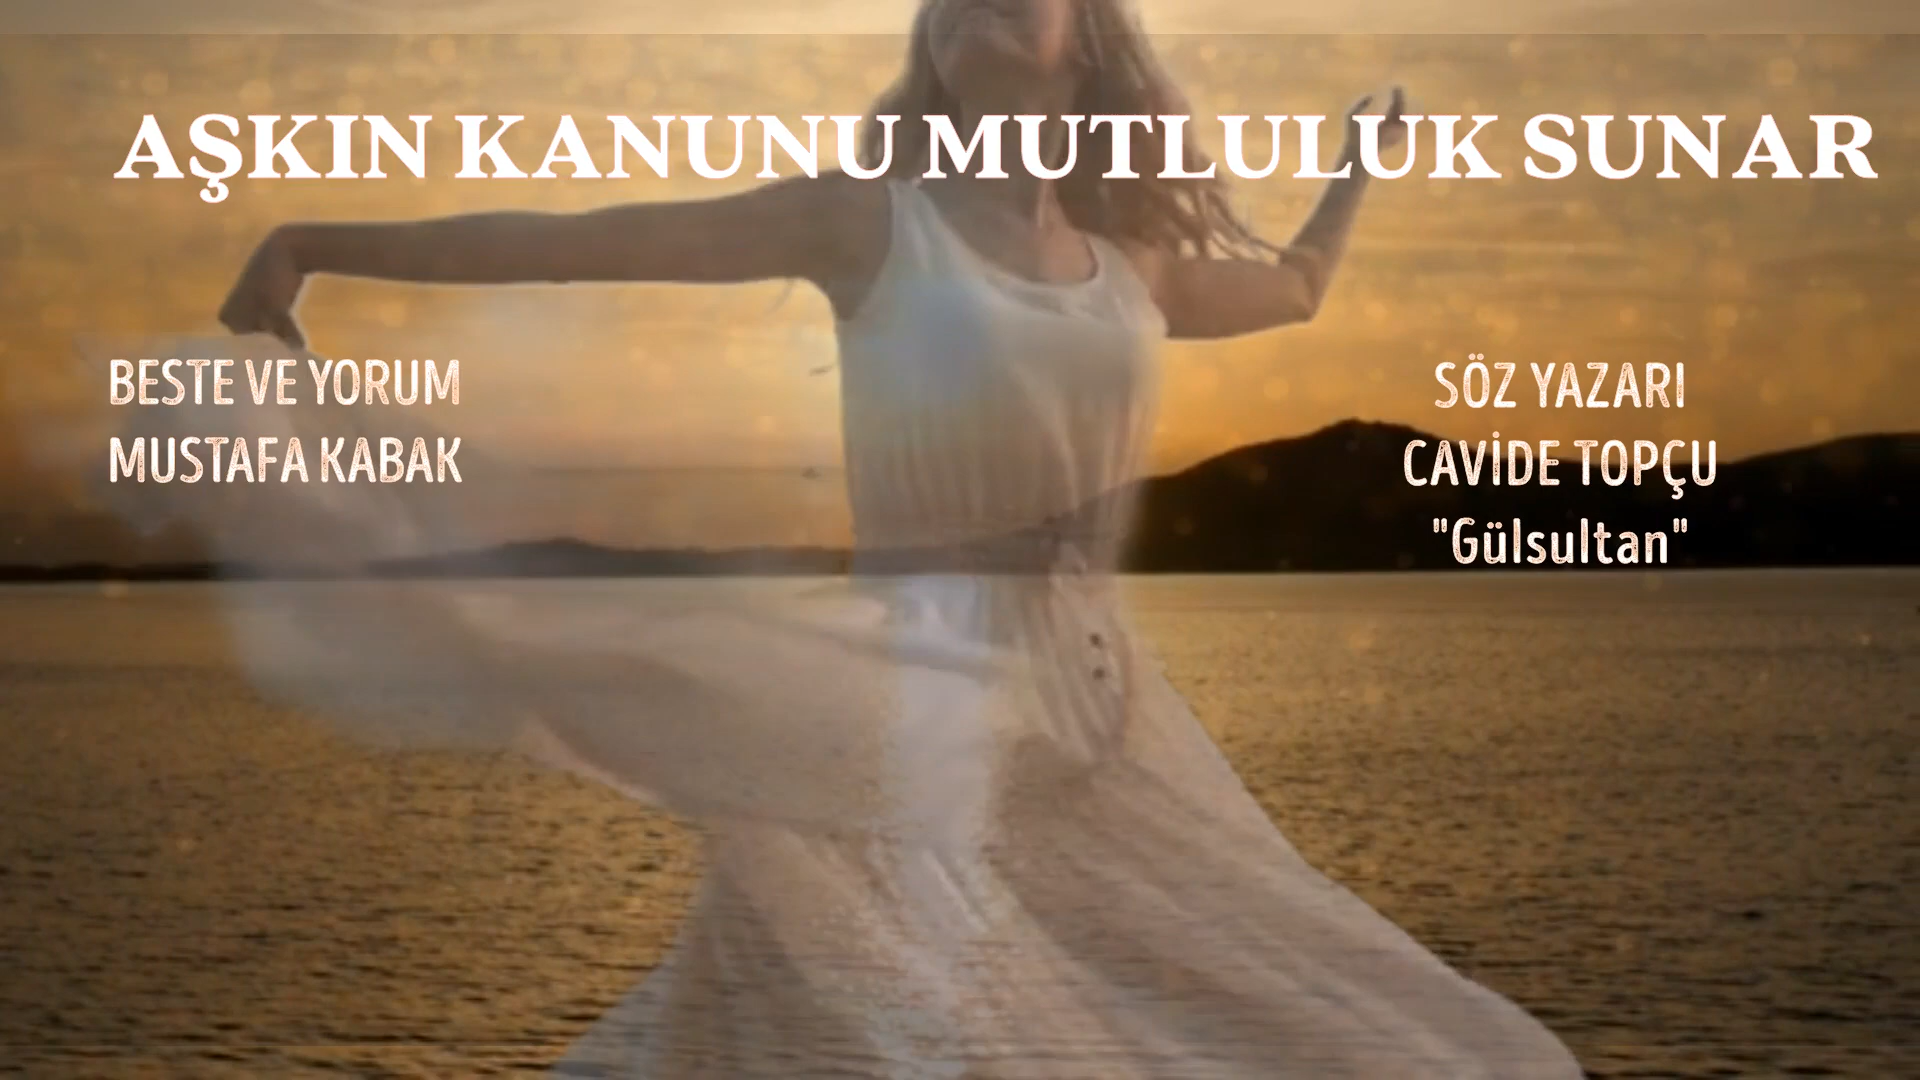 AŞKIN KANUNU MUTLULUK SUNAR
BESTE VE YORUM
MUSTAFA KABAK
SÖZ YAZARI
CAVİDE TOPÇU
"Gülsultan"